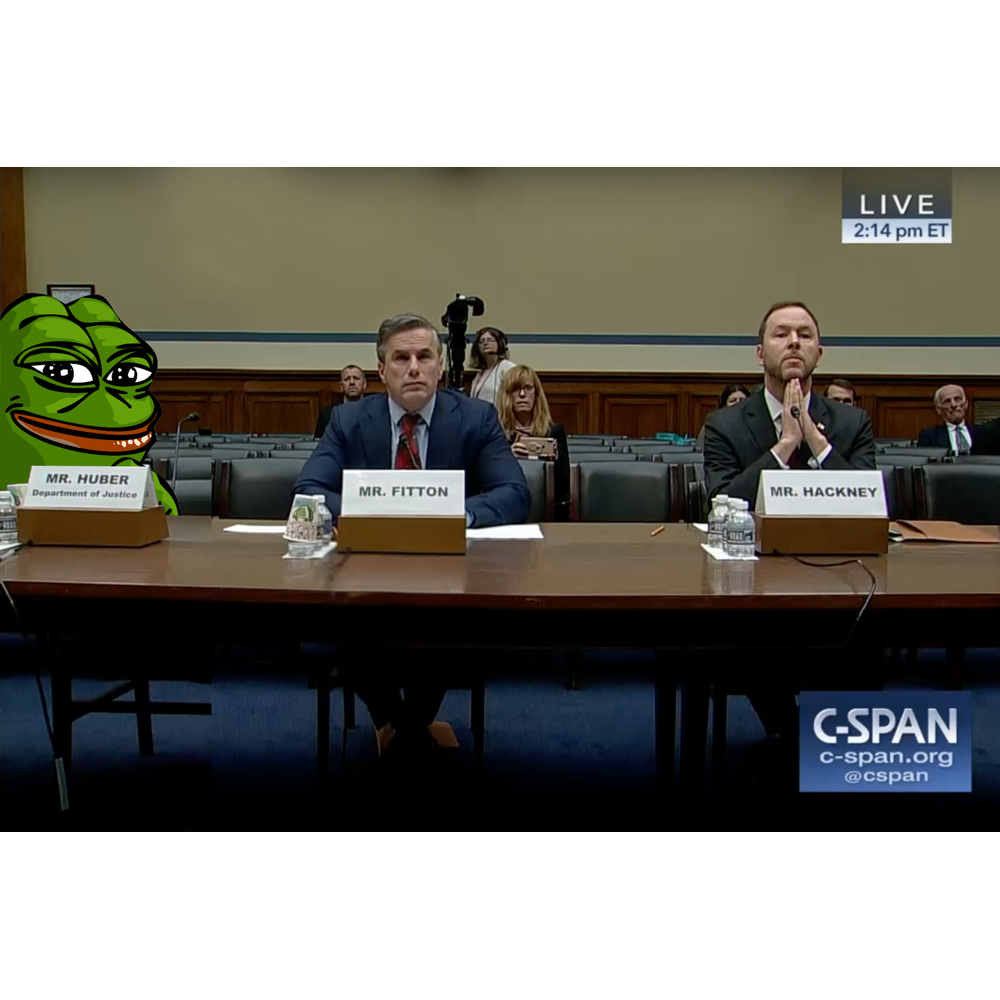 LIVE
2:14 pm ET
MR. HUBER
Department of Justice
MR. FITTON
MR. HACKNEY
C-SPAN
c-span.org
@cspan